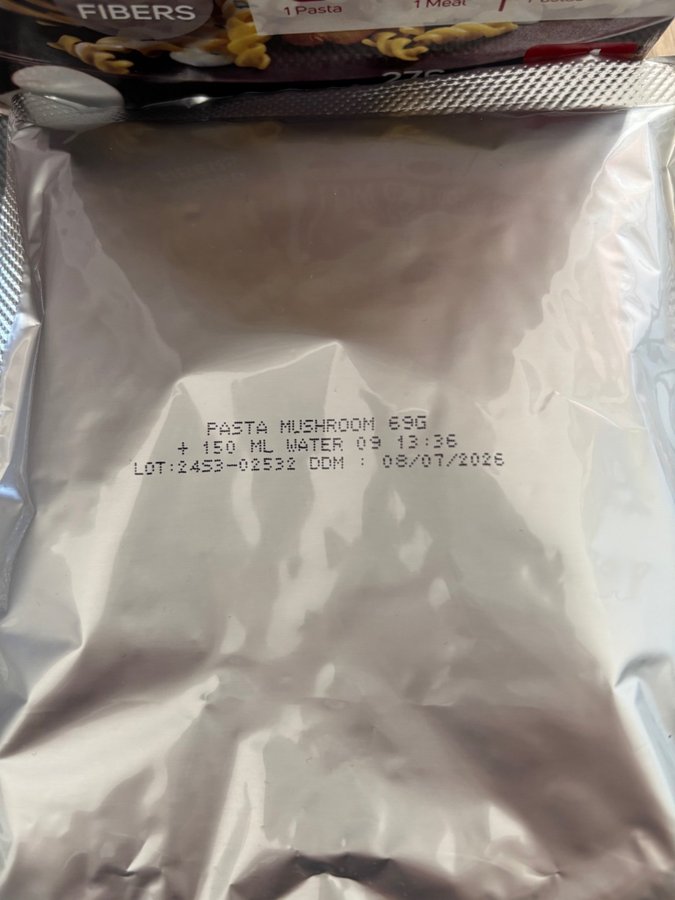 FIBERS
1 Pasta
1 Meal
PASTA MUSHROOM 69G
+ 150 ML WATER 09 13:36
LOT:24S3-02532 DDM : 08/07/2026